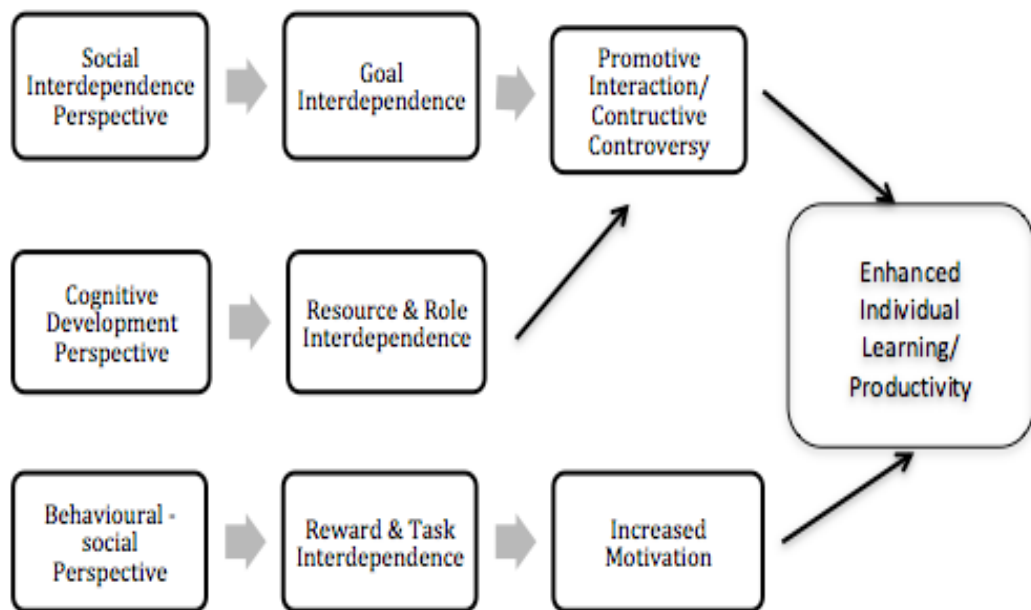 Social
Interdependence
Perspective
Goal
Interdependence
Promotive
Interaction/
Contructive
Controversy
Cognitive
Development
Perspective
Resource & Role
Interdependence
Enhanced
Individual
Learning/
Productivity
Behavioural -
social
Perspective
Reward & Task
Interdependence
Increased
Motivation